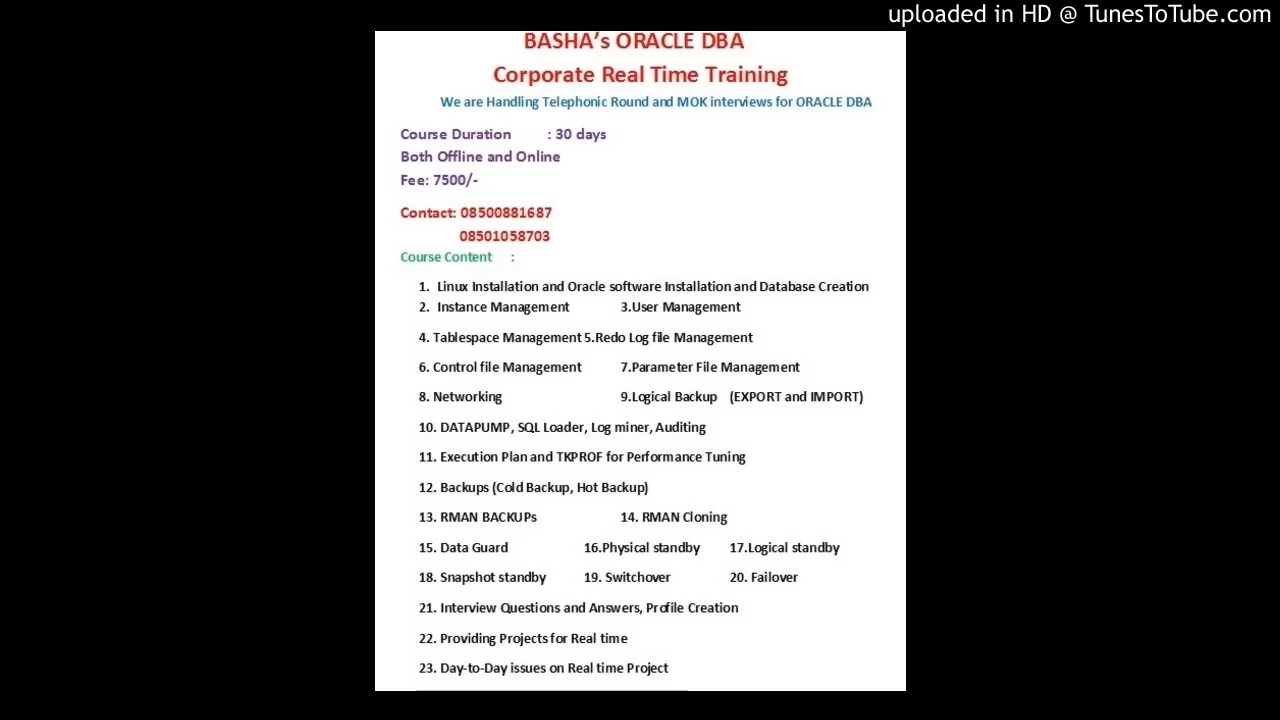 uploaded in HD @ TunesToTube.com
BASHA's ORACLE DBA
Corporate Real Time Training
We are Handling Telephonic Round and MOK interviews for ORACLE DBA
Course Duration : 30 days
Both Offline and Online
Fee: 7500/-
Contact: 08500881687
08501058703
Course Content :
1. Linux Installation and Oracle software Installation and Database Creation
2. Instance Management 3.User Management
4. Tablespace Management 5.Redo Log file Management
6. Control file Management 7.Parameter File Management
8. Networking 9.Logical Backup (EXPORT and IMPORT)
10. DATAPUMP, SQL Loader, Log miner, Auditing
11. Execution Plan and TKPROF for Performance Tuning
12. Backups (Cold Backup, Hot Backup)
13. RMAN BACKUPs 14. RMAN Cloning
15. Data Guard 16.Physical standby 17.Logical standby
18. Snapshot standby 19. Switchover 20. Failover
21. Interview Questions and Answers, Profile Creation
22. Providing Projects for Real time
23. Day-to-Day issues on Real time Project